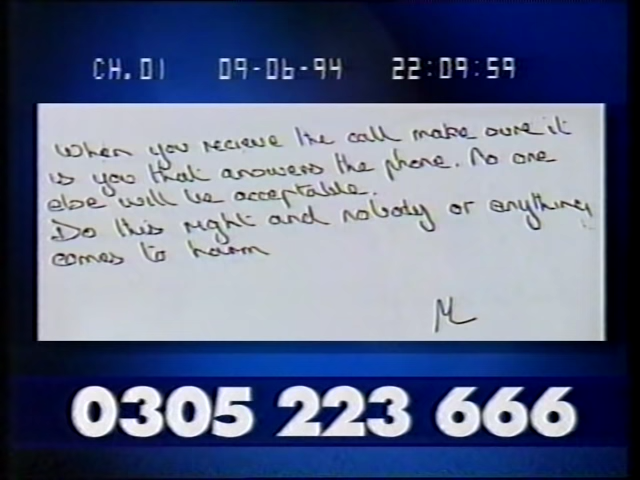 CH.01 09-06-94 22:09:59
When you recieve the call make sure it
is you that answers the phone. No one
else will be acceptable.
Do this right and nobody or anything
comes to harm
M
0305 223 666